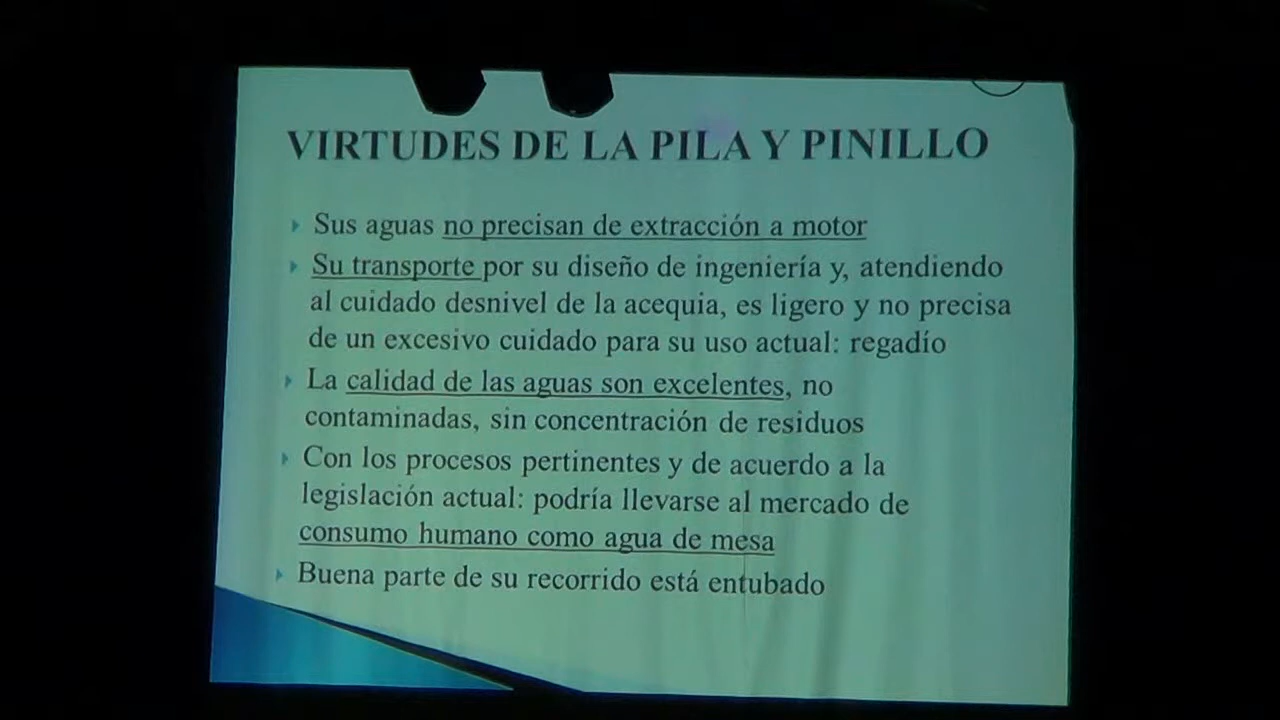 VIRTUDES DE LA PILA Y PINILLO
Sus aguas no precisan de extracción a motor
Su transporte por su diseño de ingeniería y, atendiendo
al cuidado desnivel de la acequia, es ligero y no precisa
de un excesivo cuidado para su uso actual: regadío
La calidad de las aguas son excelentes, no
contaminadas, sin concentración de residuos
Con los procesos pertinentes y de acuerdo a la
legislación actual: podría llevarse al mercado de
consumo humano como agua de mesa
Buena parte de su recorrido está entubado